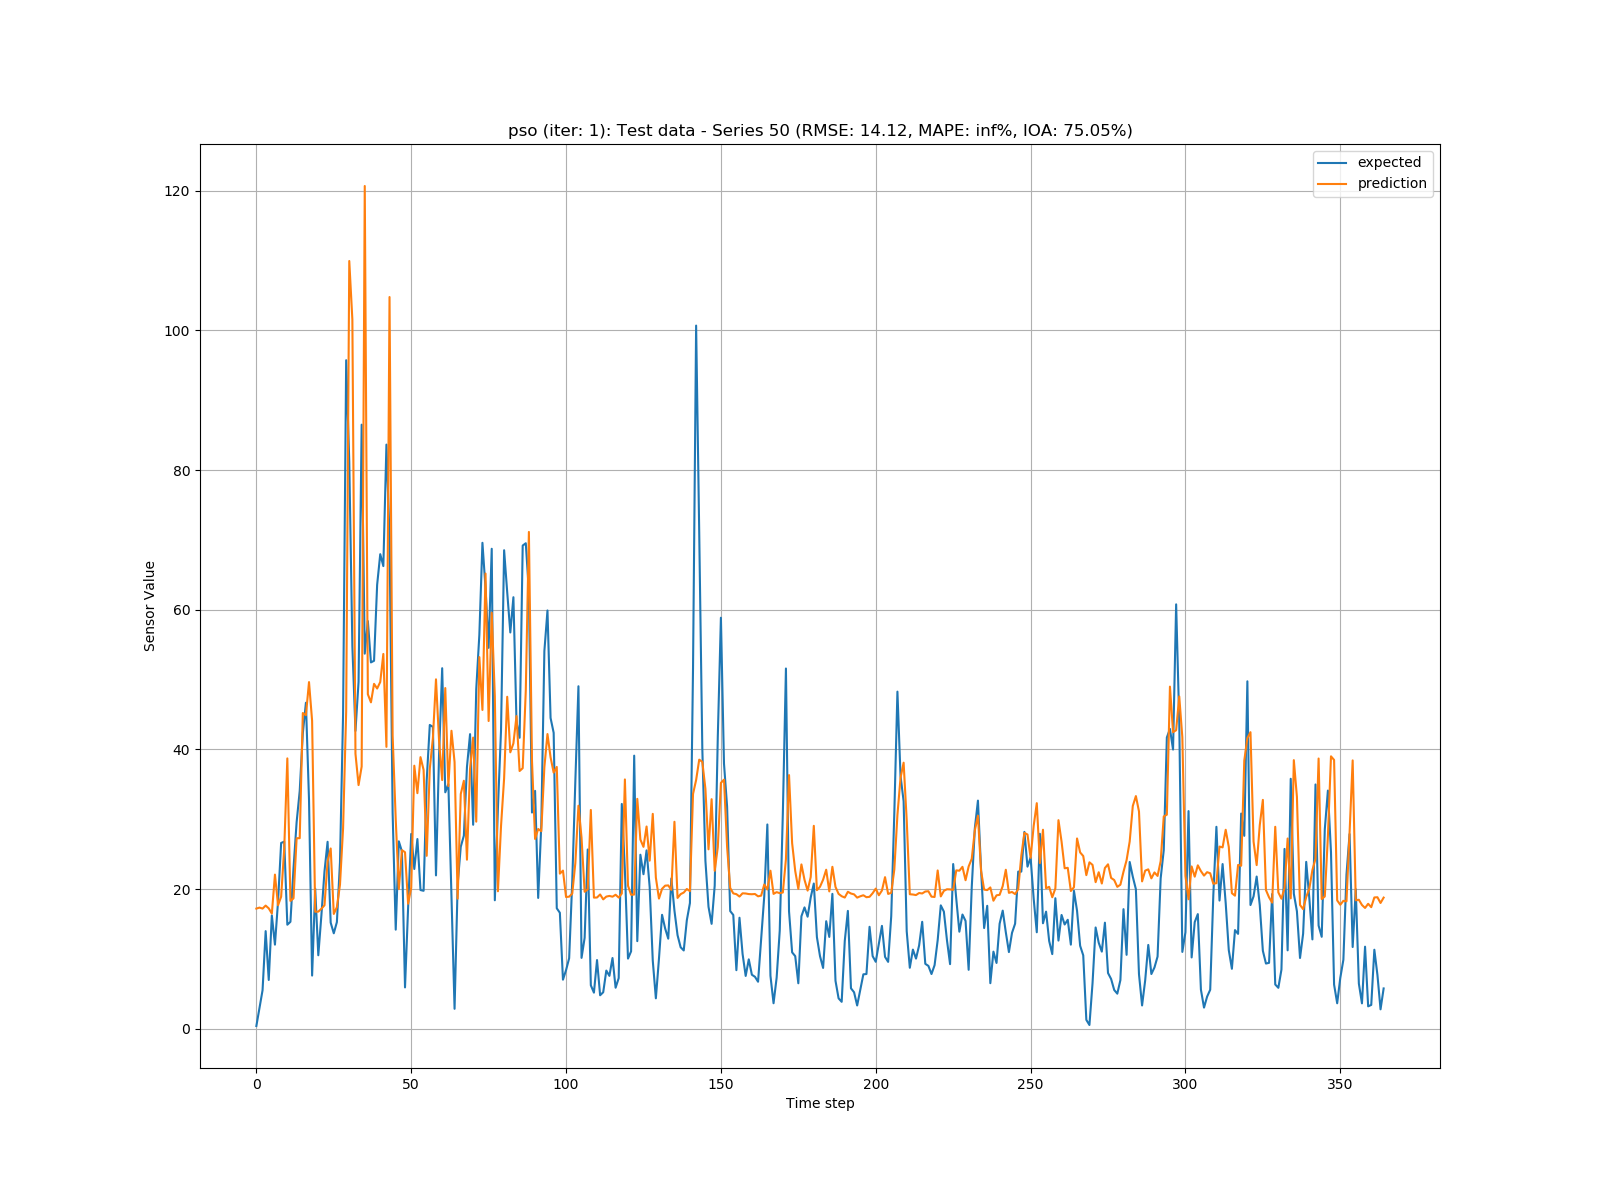 pso (iter: 1): Test data - Series 50 (RMSE: 14.12, MAPE: inf%, IOA: 75.05%)
expected
prediction
120
100
80
60
40
20
0
Sensor Value
0 50 100 150 200 250 300 350
Time step